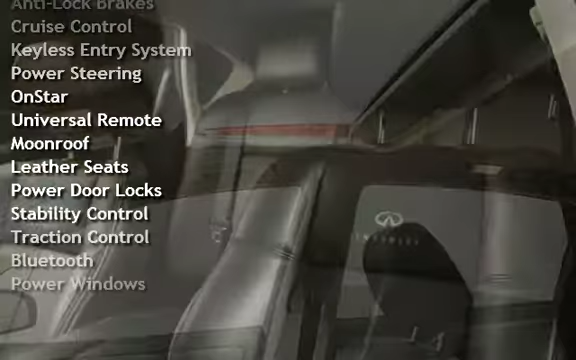 Anti-Lock Brakes
Cruise Control
Keyless Entry System
Power Steering
OnStar
Universal Remote
Moonroof
Leather Seats
Power Door Locks
Stability Control
Traction Control
Bluetooth
Power Windows
INFINITI